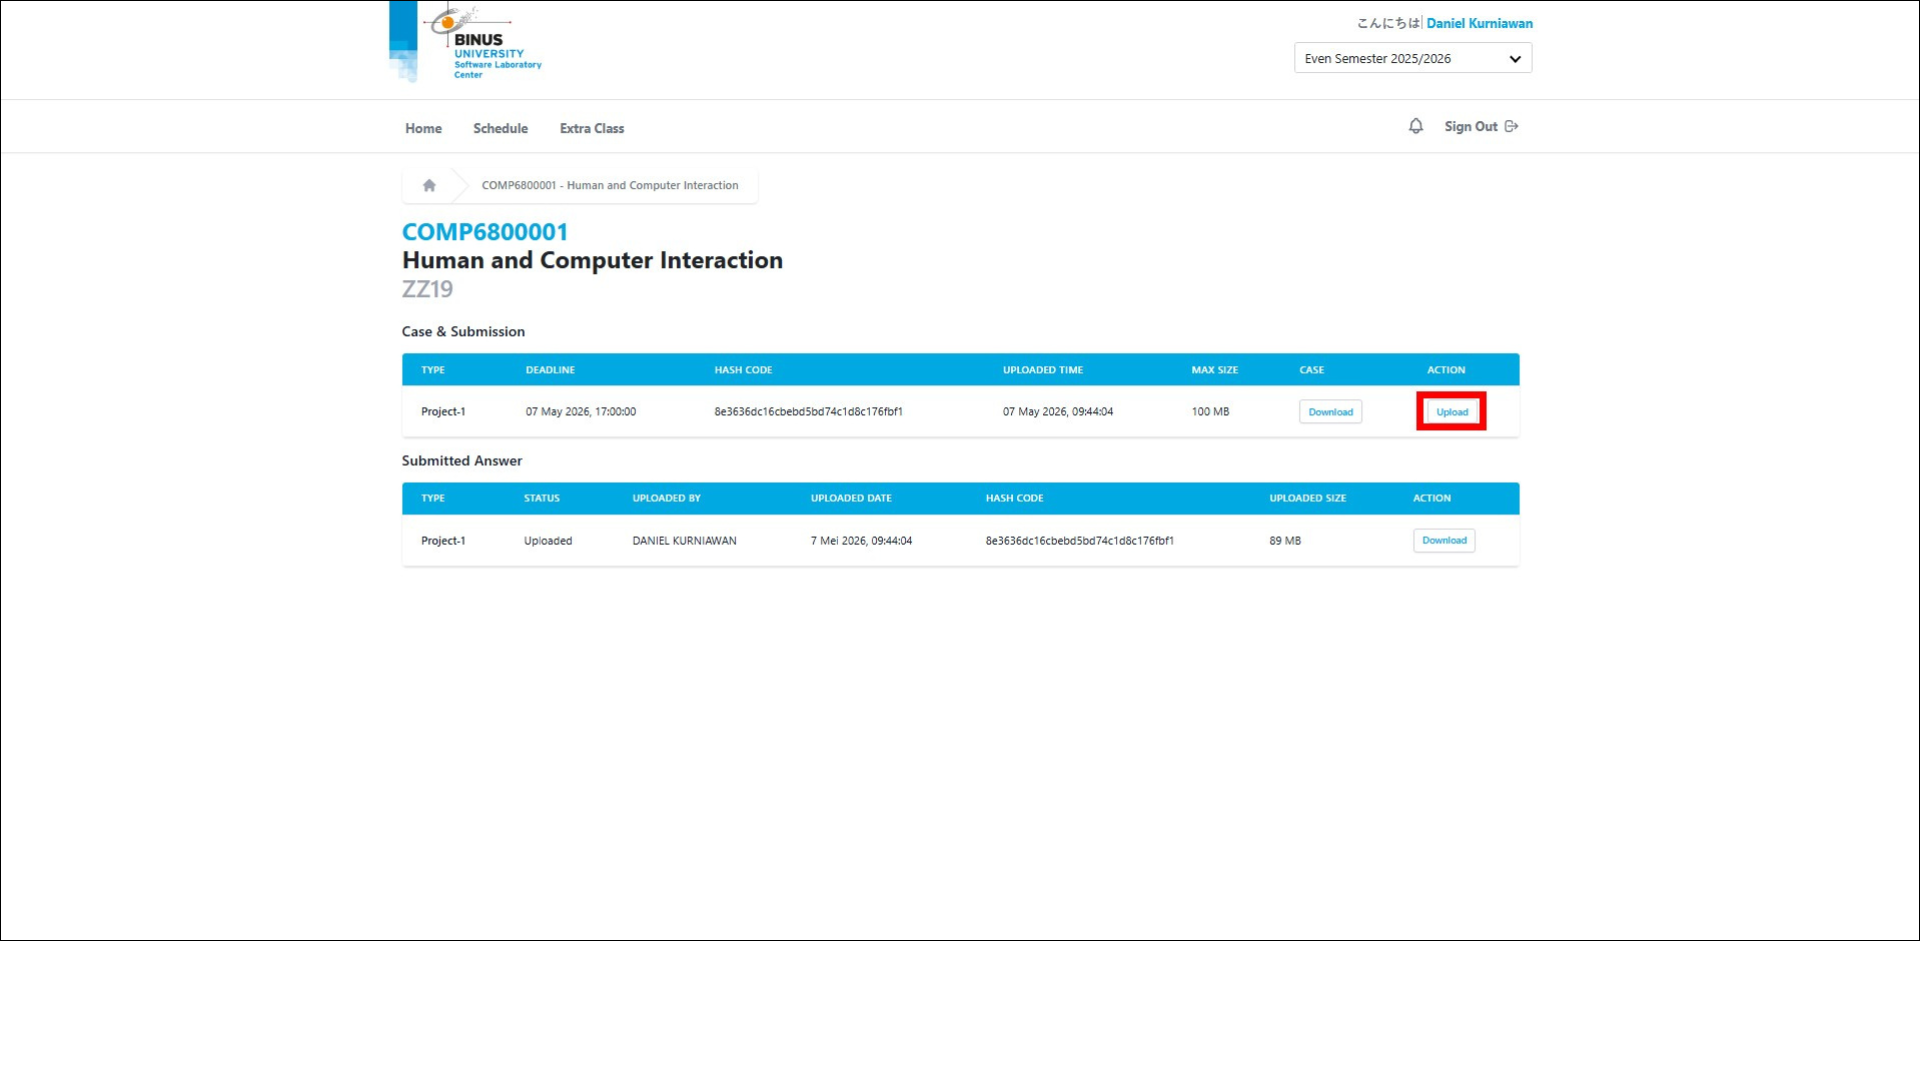 BINUS
UNIVERSITY
Software Laboratory
Center
こんにちは| Daniel Kurniawan
Even Semester 2025/2026
Home Schedule Extra Class Sign Out
COMP6800001 - Human and Computer Interaction
COMP6800001
Human and Computer Interaction
ZZ19
Case & Submission
TYPE DEADLINE HASH CODE UPLOADED TIME MAX SIZE CASE ACTION
Project-1 07 May 2026, 17:00:00 8e3636dc16cbebd5bd74c1d8c176fbf1 07 May 2026, 09:44:04 100 MB Download Upload
Submitted Answer
TYPE STATUS UPLOADED BY UPLOADED DATE HASH CODE UPLOADED SIZE ACTION
Project-1 Uploaded DANIEL KURNIAWAN 7 Mei 2026, 09:44:04 8e3636dc16cbebd5bd74c1d8c176fbf1 89 MB Download